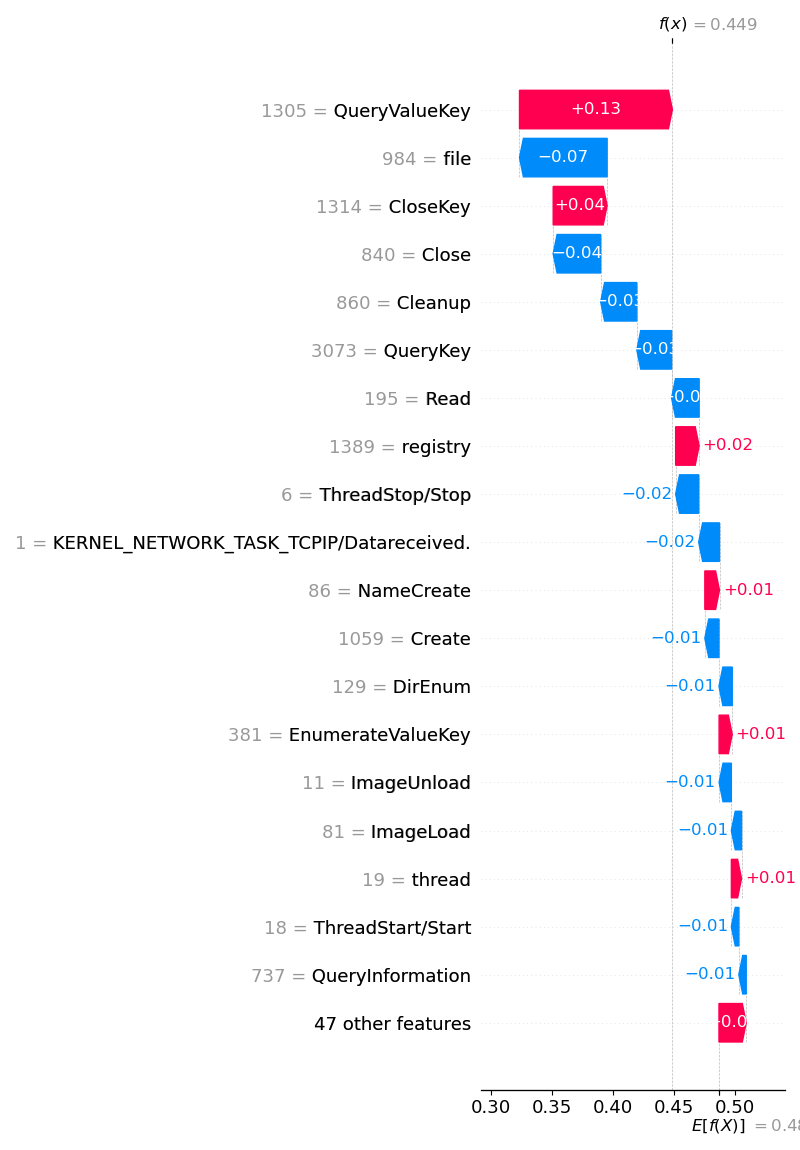 f(x) = 0.449
1305 = QueryValueKey +0.13
984 = file −0.07
1314 = CloseKey +0.04
840 = Close −0.04
860 = Cleanup −0.03
3073 = QueryKey −0.03
195 = Read
1389 = registry +0.02
6 = ThreadStop/Stop −0.02
1 = KERNEL_NETWORK_TASK_TCPIP/Datareceived. −0.02
86 = NameCreate +0.01
1059 = Create −0.01
129 = DirEnum −0.01
381 = EnumerateValueKey +0.01
11 = ImageUnload −0.01
81 = ImageLoad −0.01
19 = thread +0.01
18 = ThreadStart/Start −0.01
737 = QueryInformation −0.01
47 other features
0.30 0.35 0.40 0.45 0.50
E[f(X)] =